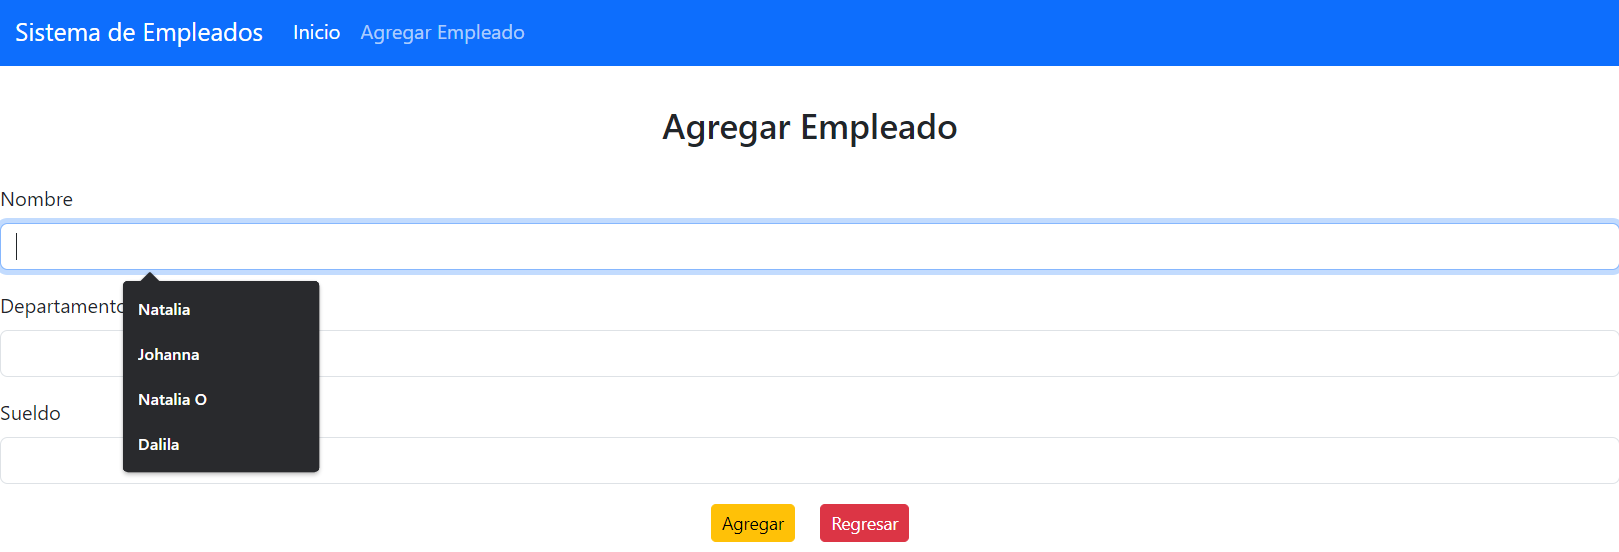 Sistema de Empleados Inicio Agregar Empleado
Agregar Empleado
Nombre
Departamento
Natalia
Johanna
Natalia O
Dalila
Sueldo
Agregar Regresar